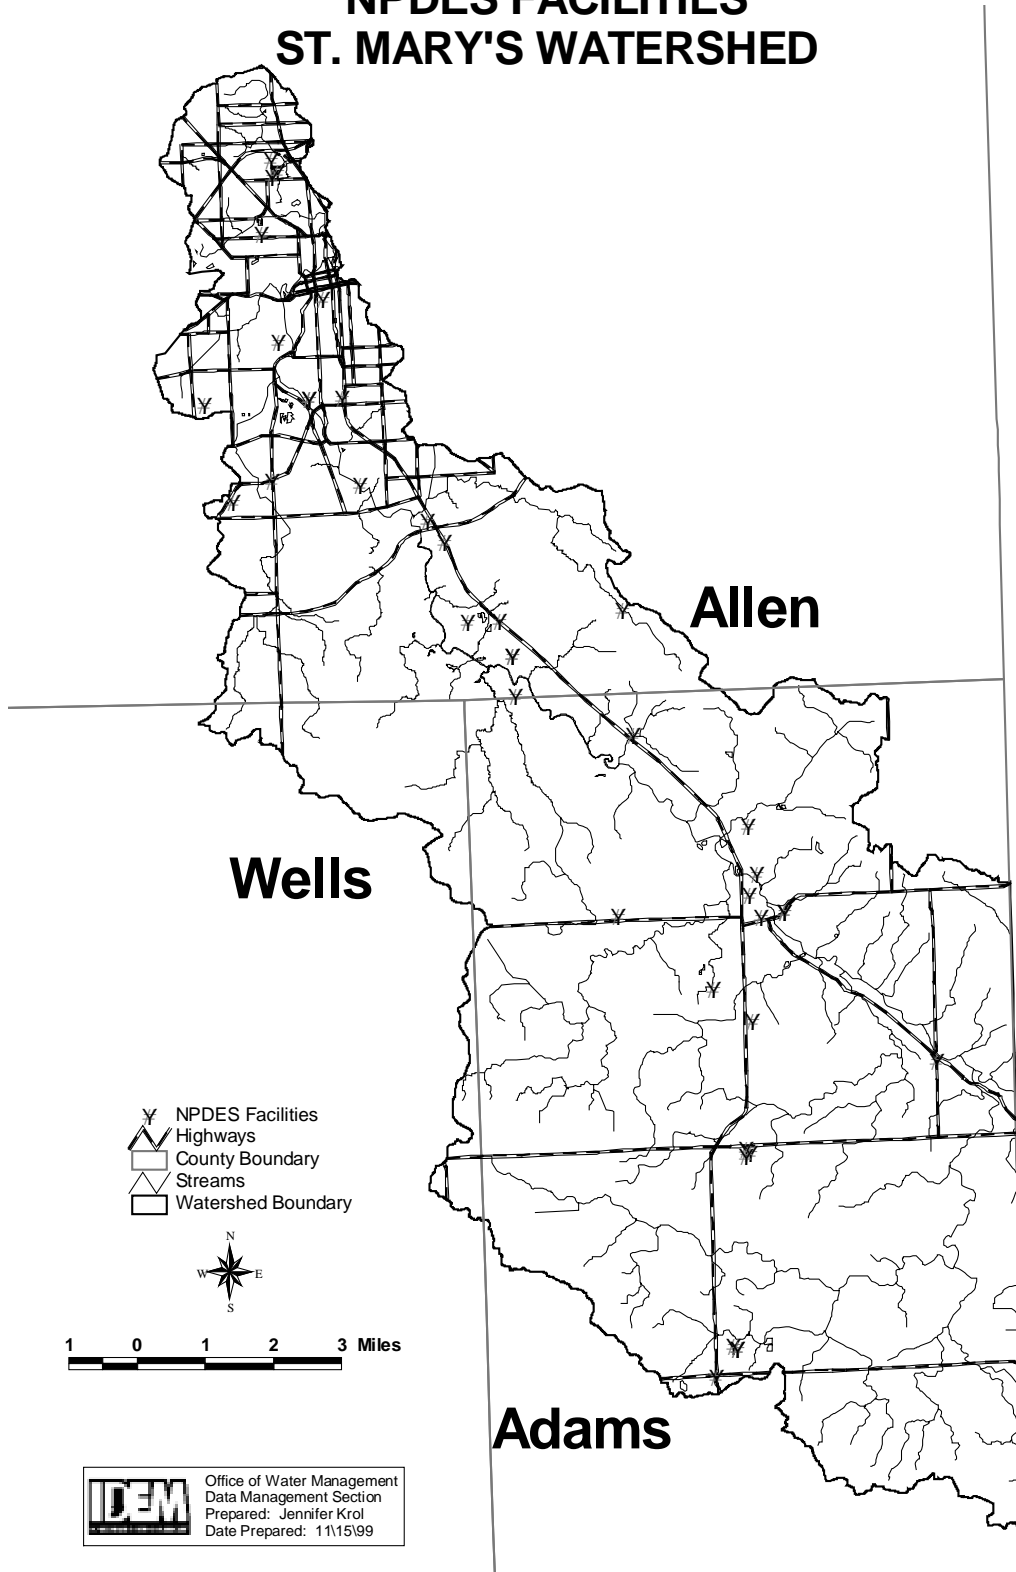 NPDES FACILITIES
ST. MARY'S WATERSHED
Allen
Wells
NPDES Facilities
Highways
County Boundary
Streams
Watershed Boundary
N
W E
S
1 0 1 2 3 Miles
Adams
IDEM
Office of Water Management
Data Management Section
Prepared: Jennifer Krol
Date Prepared: 11\15\99